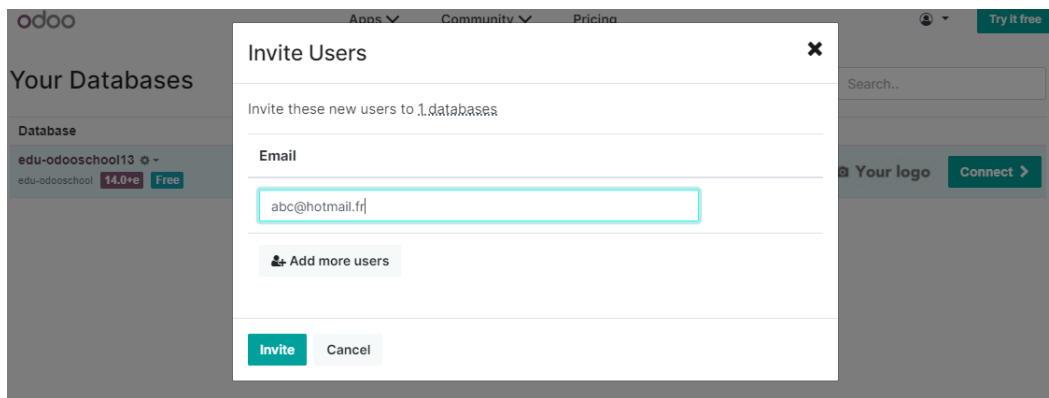 odoo
Apps Community Pricing
Try it free
Invite Users
Your Databases
Search..
Invite these new users to 1 databases
Database
Email
edu-odooschool13
edu-odooschool 14.0+e Free
Your logo
Connect
abc@hotmail.fr
Add more users
Invite Cancel